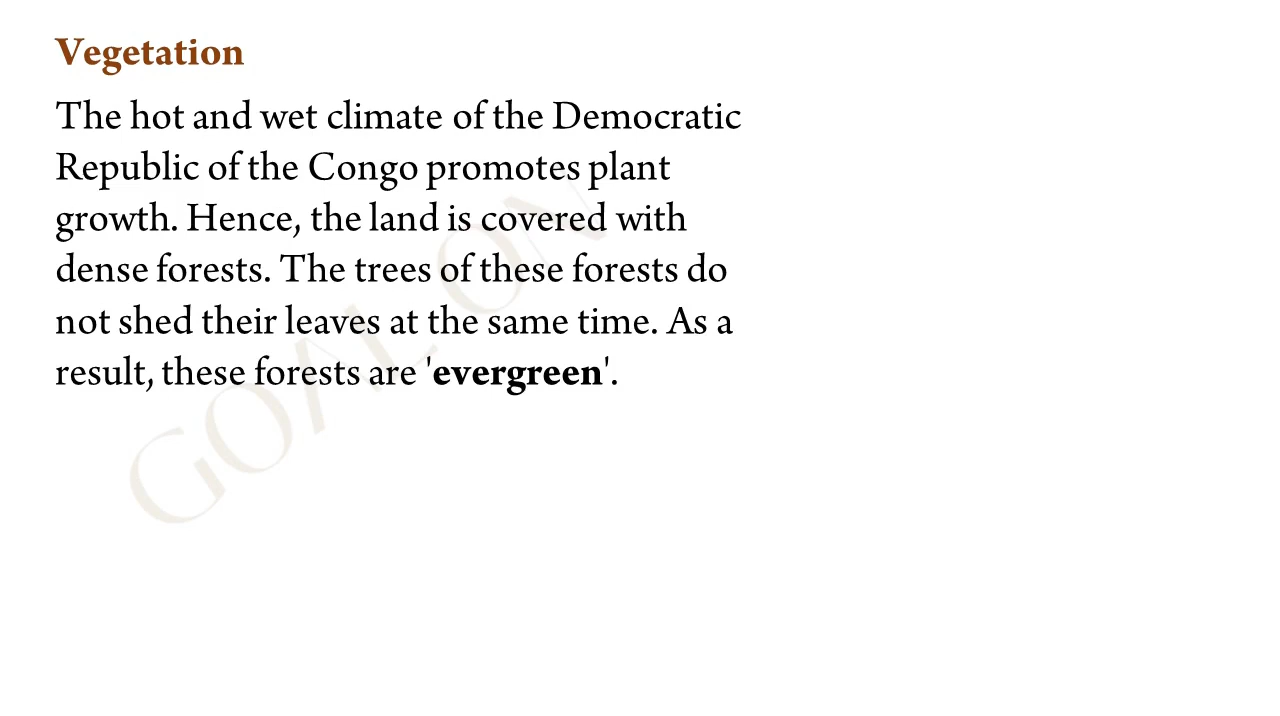 Vegetation
The hot and wet climate of the Democratic
Republic of the Congo promotes plant
growth. Hence, the land is covered with
dense forests. The trees of these forests do
not shed their leaves at the same time. As a
result, these forests are 'evergreen'.
GOAL ON